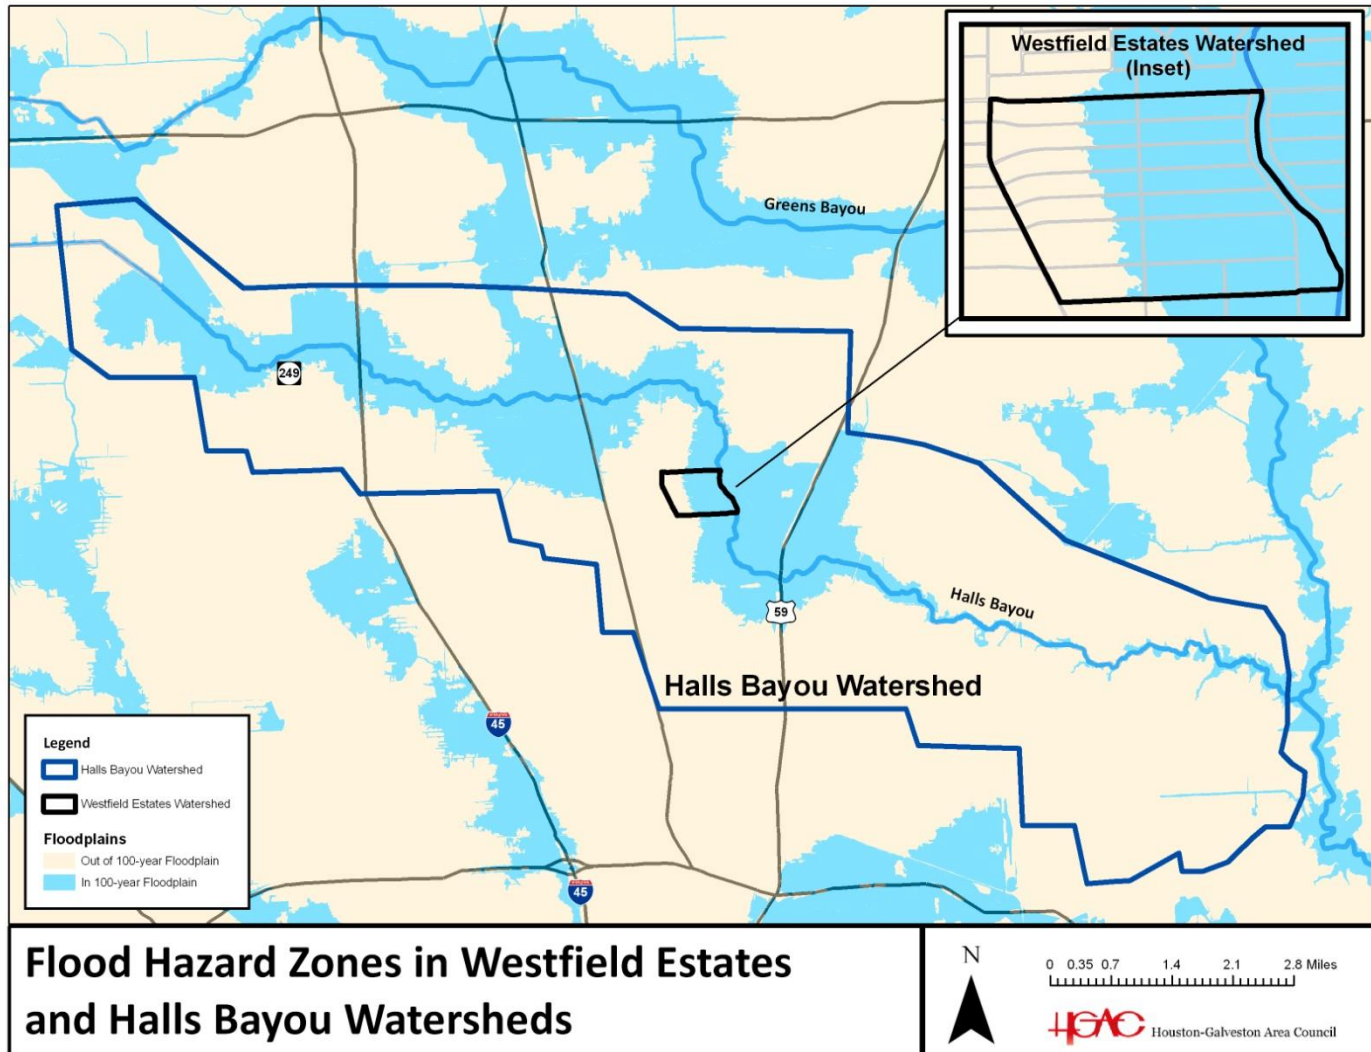 Westfield Estates Watershed
(Inset)
Greens Bayou
249
Halls Bayou
59
Halls Bayou Watershed
45
45
Legend
Halls Bayou Watershed
Westfield Estates Watershed
Floodplains
Out of 100-year Floodplain
In 100-year Floodplain
Flood Hazard Zones in Westfield Estates
and Halls Bayou Watersheds
N
0 0.35 0.7 1.4 2.1 2.8 Miles
HGAC Houston-Galveston Area Council